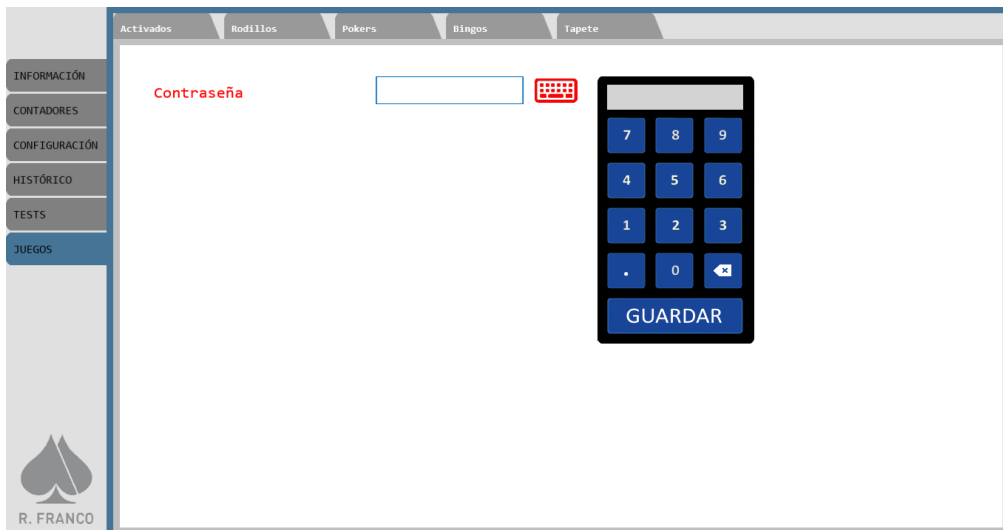 Activados Rodillos Pokers Bingos Tapete
INFORMACIÓN
CONTADORES
CONFIGURACIÓN
HISTÓRICO
TESTS
JUEGOS
Contraseña
7 8 9
4 5 6
1 2 3
. 0
GUARDAR
R. FRANCO